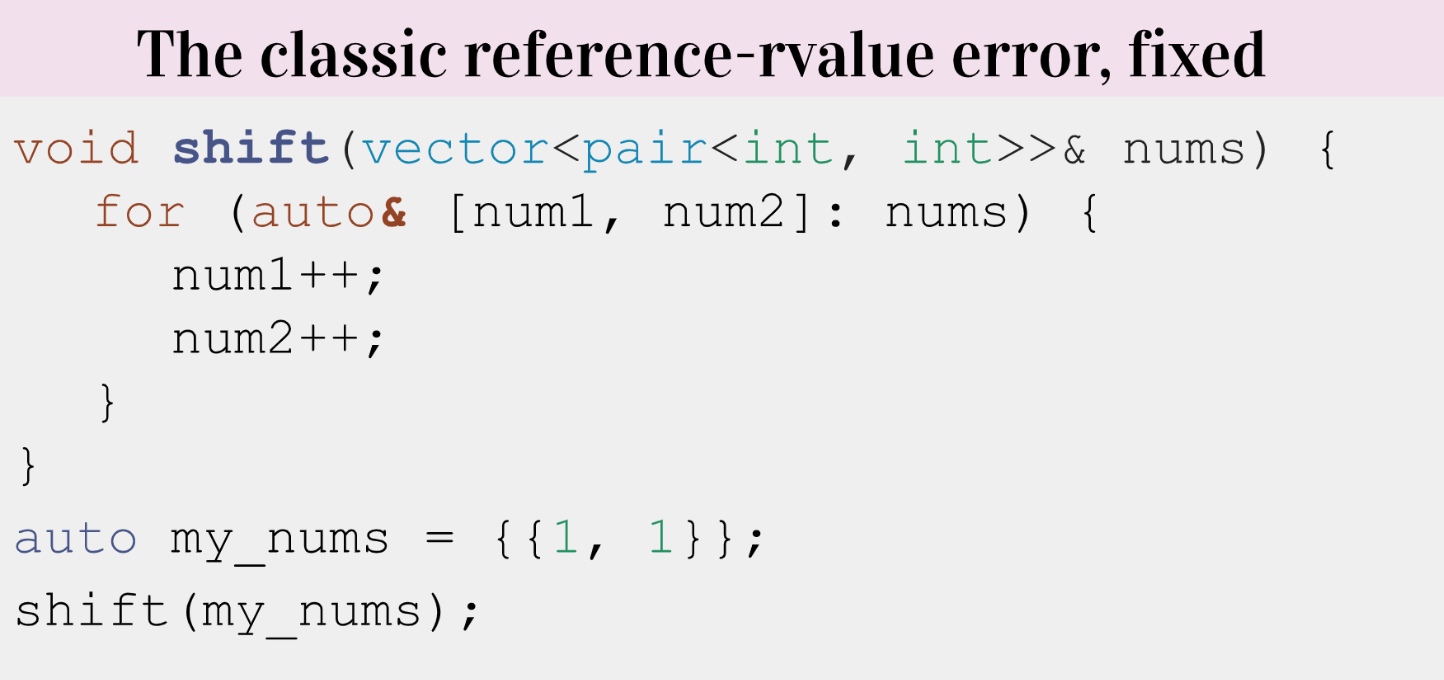 The classic reference-rvalue error, fixed
void shift(vector<pair<int, int>>& nums) {
for (auto& [num1, num2]: nums) {
num1++;
num2++;
}
}
auto my_nums = {{1, 1}};
shift(my_nums);